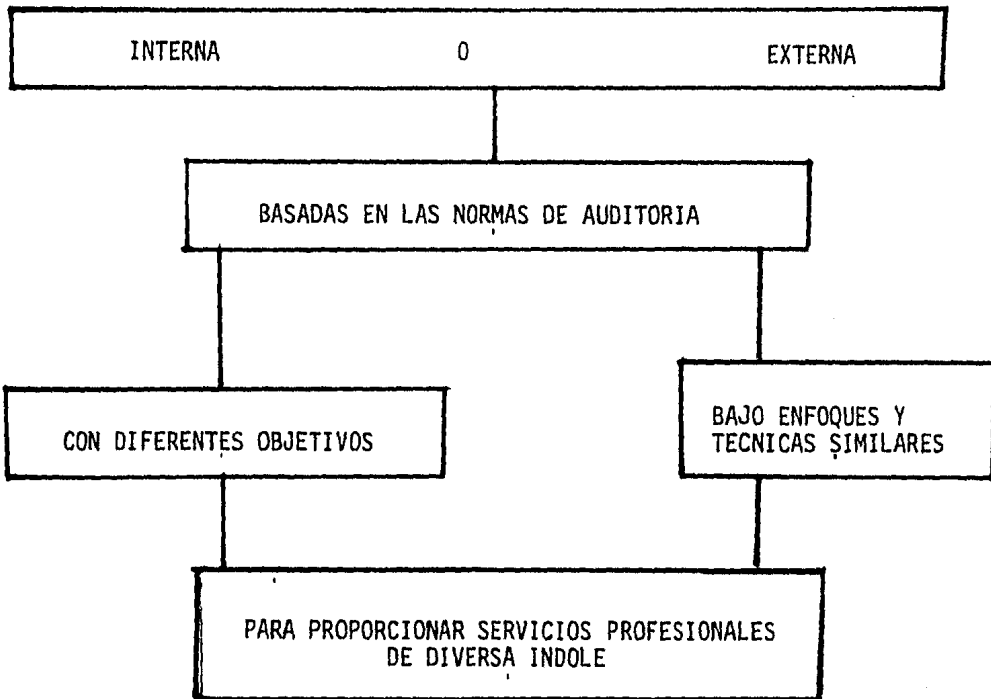 INTERNA O EXTERNA
BASADAS EN LAS NORMAS DE AUDITORIA
CON DIFERENTES OBJETIVOS
BAJO ENFOQUES Y
TECNICAS SIMILARES
PARA PROPORCIONAR SERVICIOS PROFESIONALES
DE DIVERSA INDOLE